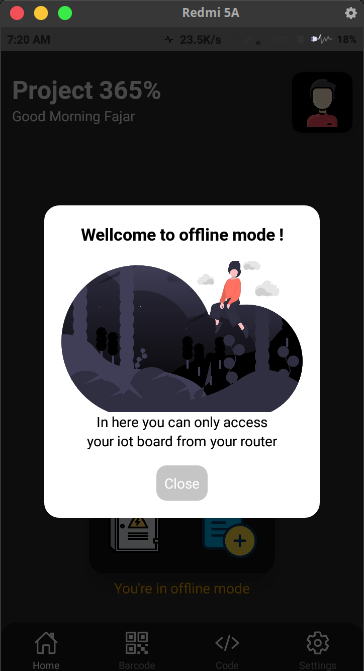 Redmi 5A
7:20 AM
23.5K/s
18%
Project 365%
Good Morning Fajar
Wellcome to offline mode !
In here you can only access
your iot board from your router
Close
You're in offline mode
Home
Barcode
Code
Settings